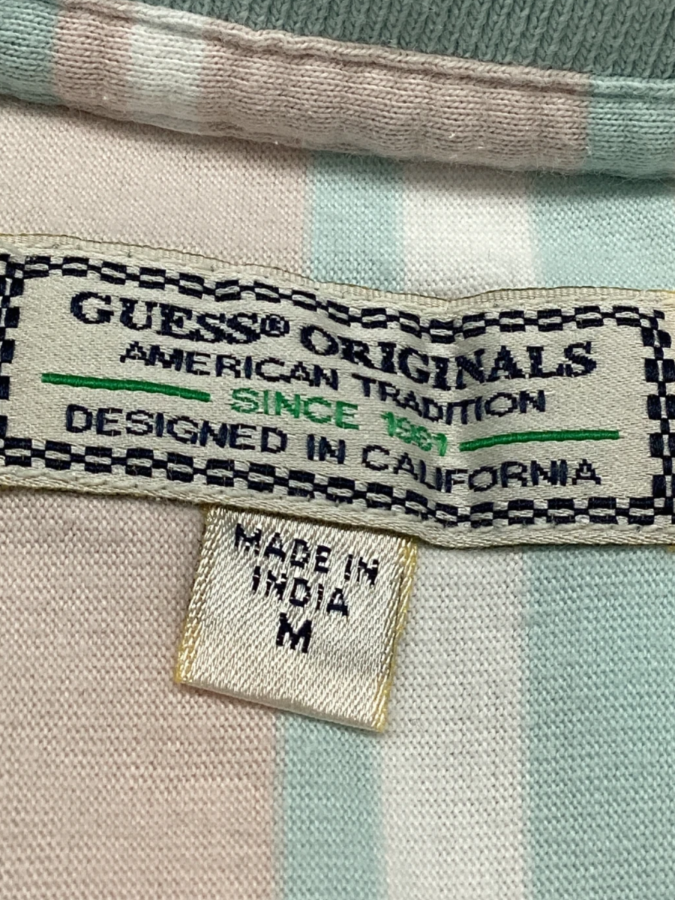 GUESS® ORIGINALS
AMERICAN TRADITION
SINCE 1981
DESIGNED IN CALIFORNIA
MADE IN
INDIA
M